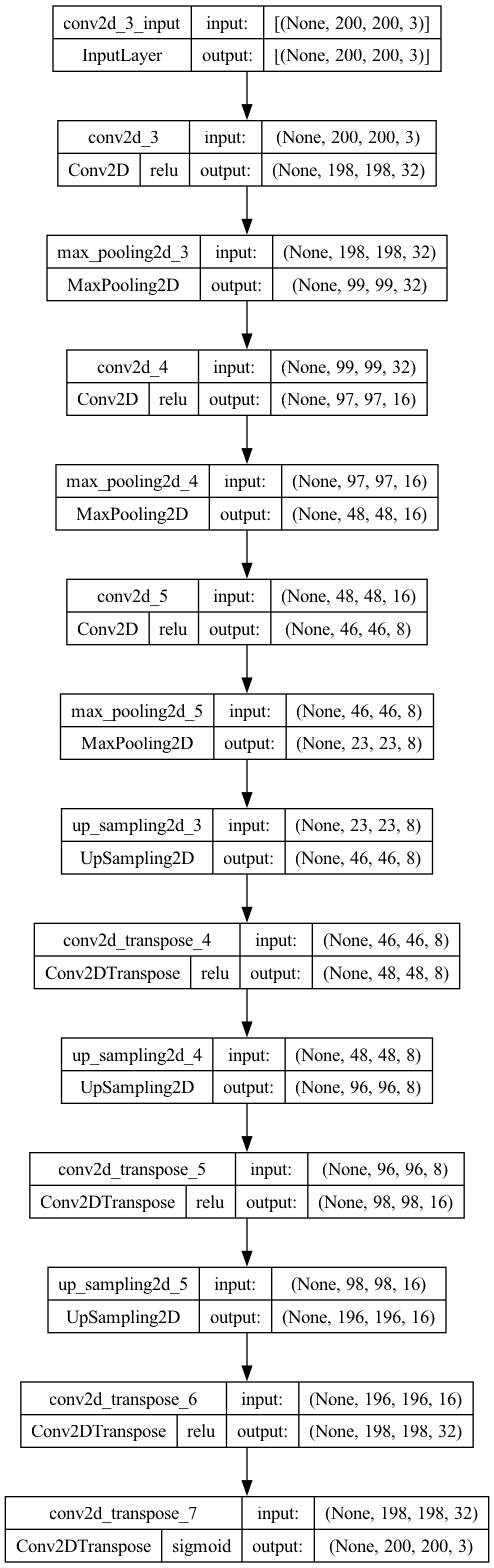 conv2d_3_input input: [(None, 200, 200, 3)]
InputLayer output: [(None, 200, 200, 3)]
conv2d_3 input: (None, 200, 200, 3)
Conv2D relu output: (None, 198, 198, 32)
max_pooling2d_3 input: (None, 198, 198, 32)
MaxPooling2D output: (None, 99, 99, 32)
conv2d_4 input: (None, 99, 99, 32)
Conv2D relu output: (None, 97, 97, 16)
max_pooling2d_4 input: (None, 97, 97, 16)
MaxPooling2D output: (None, 48, 48, 16)
conv2d_5 input: (None, 48, 48, 16)
Conv2D relu output: (None, 46, 46, 8)
max_pooling2d_5 input: (None, 46, 46, 8)
MaxPooling2D output: (None, 23, 23, 8)
up_sampling2d_3 input: (None, 23, 23, 8)
UpSampling2D output: (None, 46, 46, 8)
conv2d_transpose_4 input: (None, 46, 46, 8)
Conv2DTranspose relu output: (None, 48, 48, 8)
up_sampling2d_4 input: (None, 48, 48, 8)
UpSampling2D output: (None, 96, 96, 8)
conv2d_transpose_5 input: (None, 96, 96, 8)
Conv2DTranspose relu output: (None, 98, 98, 16)
up_sampling2d_5 input: (None, 98, 98, 16)
UpSampling2D output: (None, 196, 196, 16)
conv2d_transpose_6 input: (None, 196, 196, 16)
Conv2DTranspose relu output: (None, 198, 198, 32)
conv2d_transpose_7 input: (None, 198, 198, 32)
Conv2DTranspose sigmoid output: (None, 200, 200, 3)